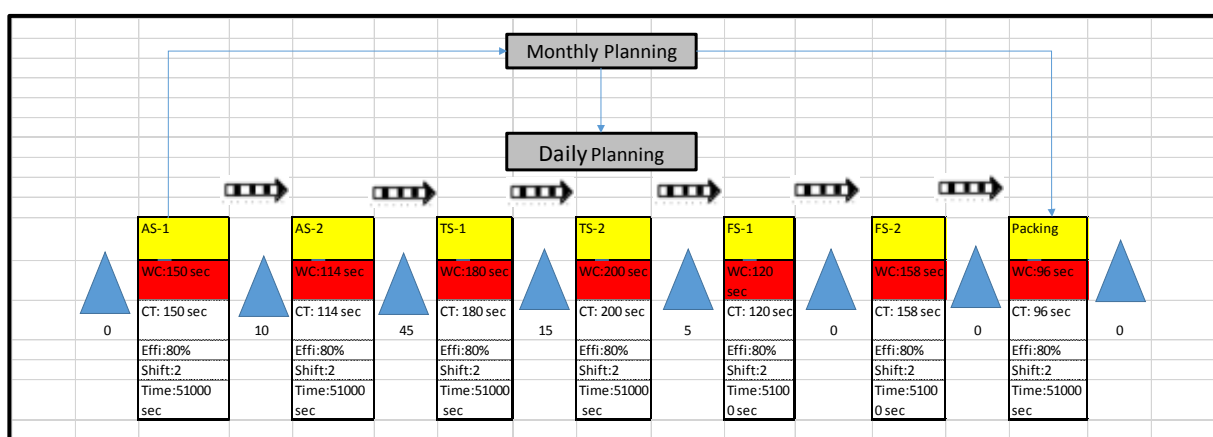 Monthly Planning
Daily Planning
AS-1
WC:150 sec
CT: 150 sec
Effi:80%
Shift:2
Time:51000
sec
AS-2
WC:114 sec
CT: 114 sec
Effi:80%
Shift:2
Time:51000
sec
TS-1
WC:180 sec
CT: 180 sec
Effi:80%
Shift:2
Time:51000
sec
TS-2
WC:200 sec
CT: 200 sec
Effi:80%
Shift:2
Time:51000
sec
FS-1
WC:120
sec
CT: 120 sec
Effi:80%
Shift:2
Time:5100
0 sec
FS-2
WC:158 sec
CT: 158 sec
Effi:80%
Shift:2
Time:5100
0 sec
Packing
WC:96 sec
CT: 96 sec
Effi:80%
Shift:2
Time:51000
sec
0
10
45
15
5
0
0
0